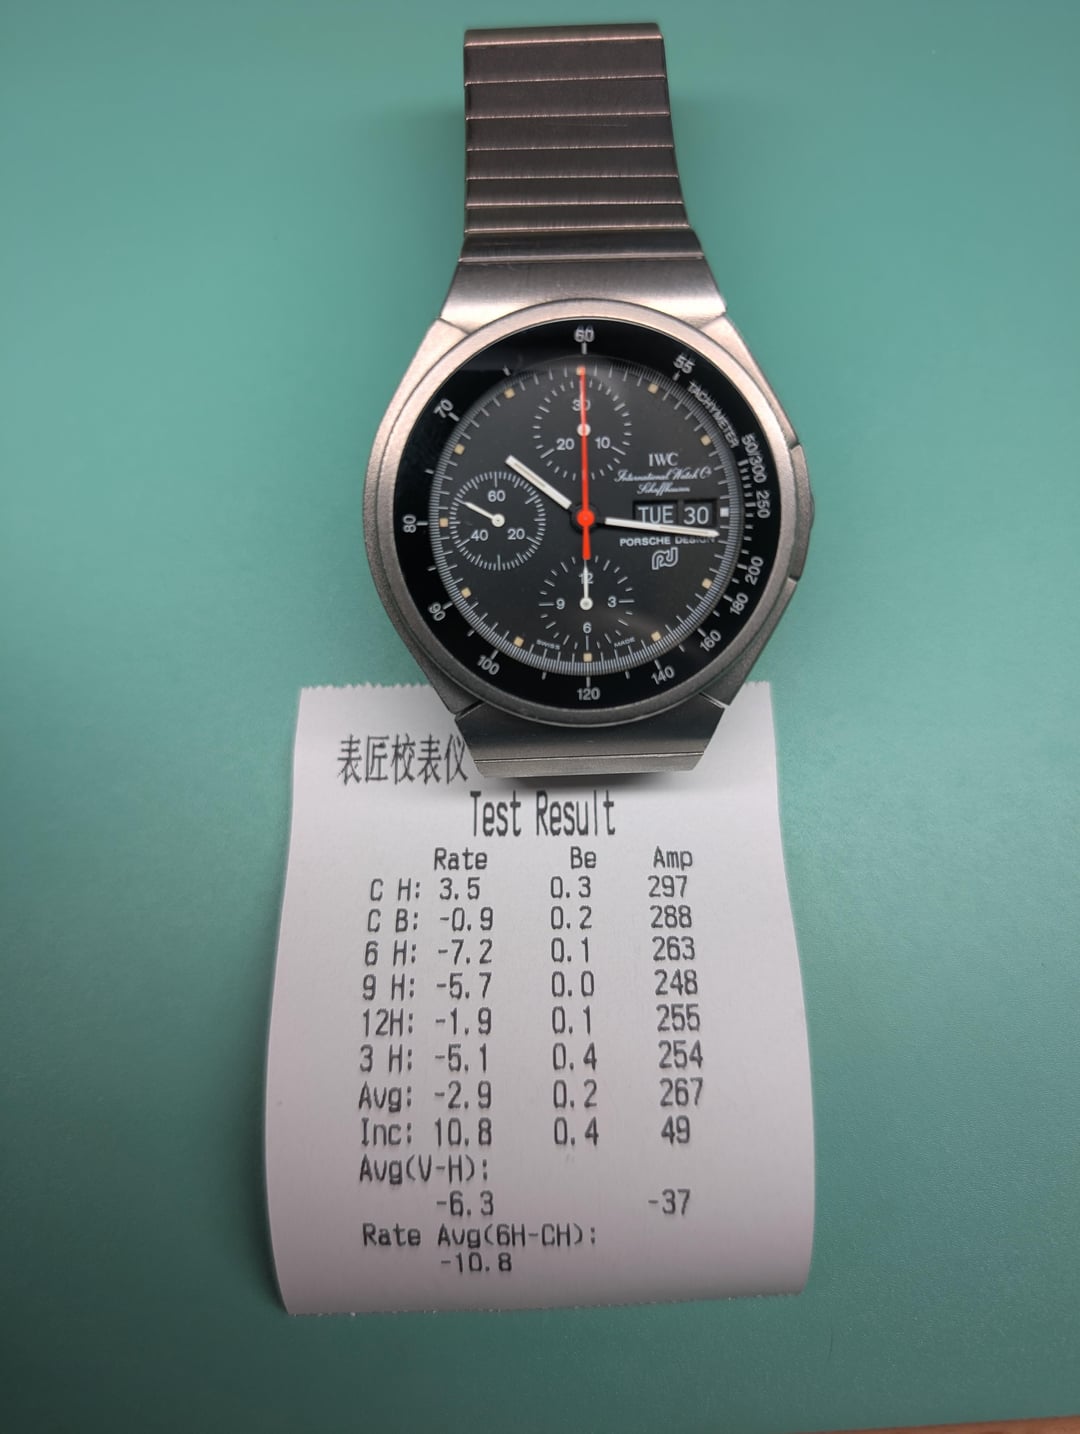 60
55
TACHYMETER
50/300
250
200
180
160
140
120
100
90
80
70
30
20 10
60
40 20
12
9 3
6
IWC
International Watch Co
Schaffhausen
TUE 30
PORSCHE DESIGN
PD
SWISS MADE
表匠校表仪
Test Result
Rate Be Amp
C H: 3.5 0.3 297
C B: -0.9 0.2 288
6 H: -7.2 0.1 263
9 H: -5.7 0.0 248
12H: -1.9 0.1 255
3 H: -5.1 0.4 254
Avg: -2.9 0.2 267
Inc: 10.8 0.4 49
Avg(V-H):
-6.3 -37
Rate Avg(6H-CH):
-10.8